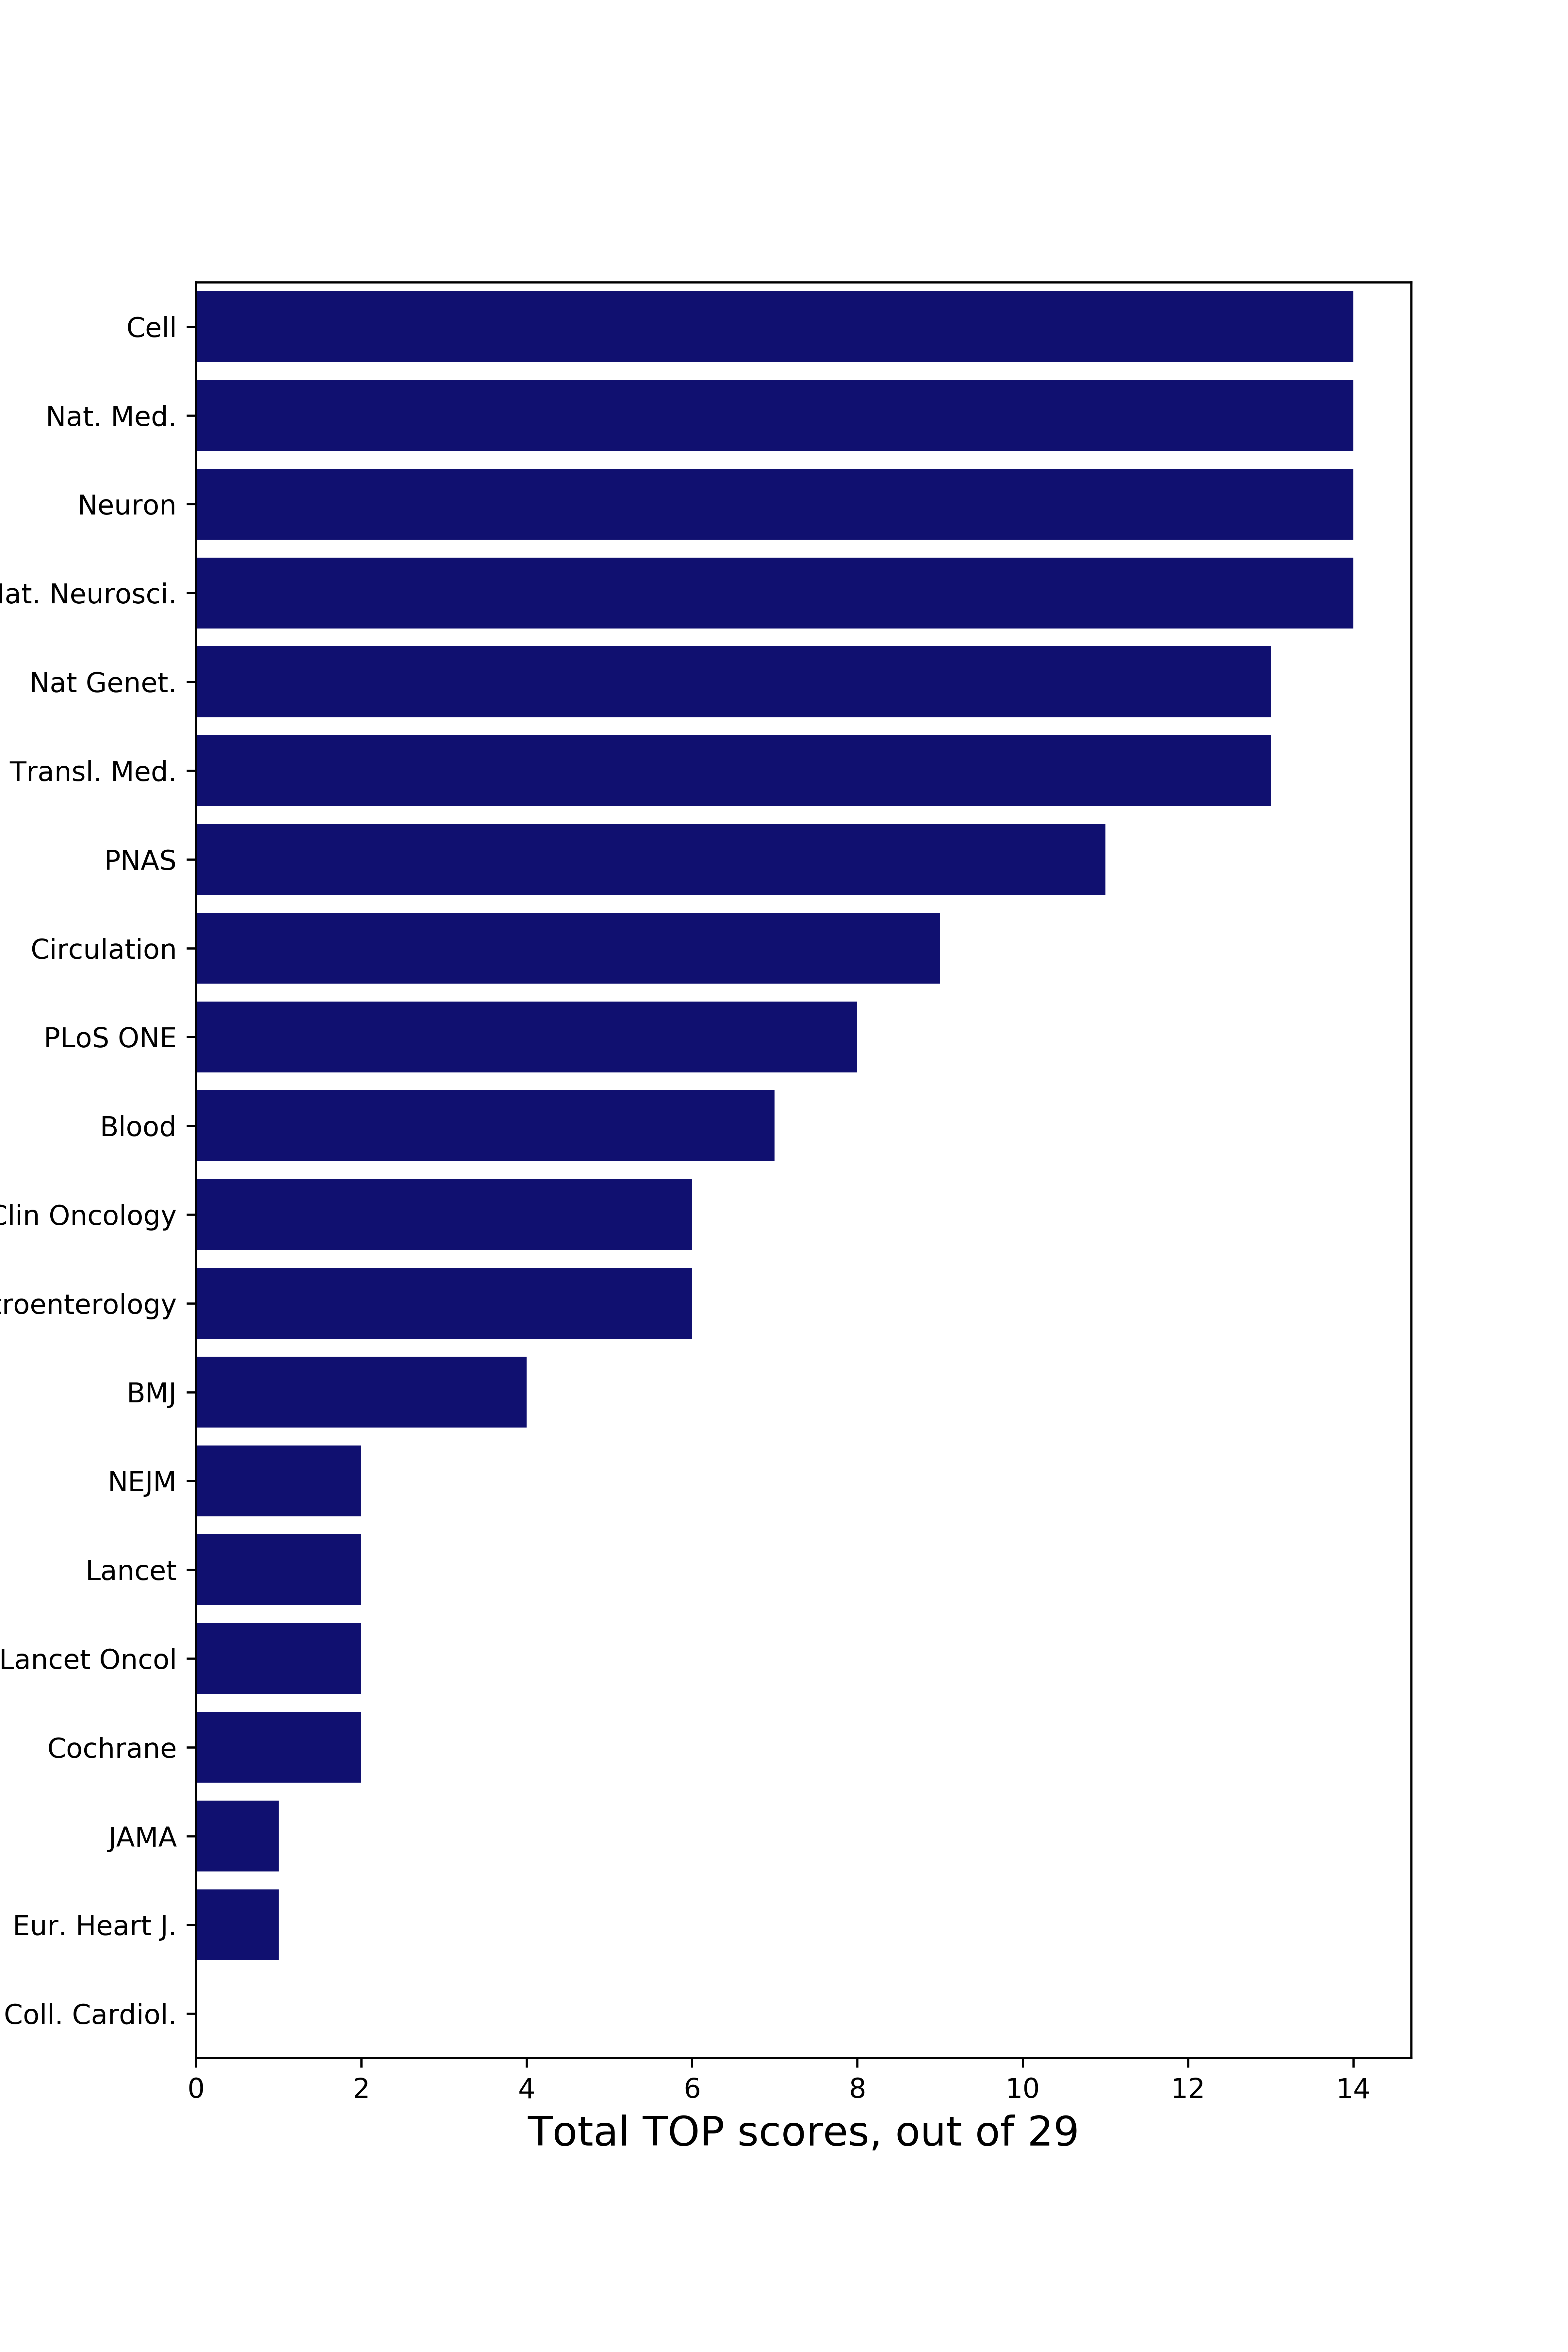 Cell
Nat. Med.
Neuron
at. Neurosci.
Nat Genet.
Transl. Med.
PNAS
Circulation
PLoS ONE
Blood
Clin Oncology
roenterology
BMJ
NEJM
Lancet
Lancet Oncol
Cochrane
JAMA
Eur. Heart J.
Coll. Cardiol.
0 2 4 6 8 10 12 14
Total TOP scores, out of 29